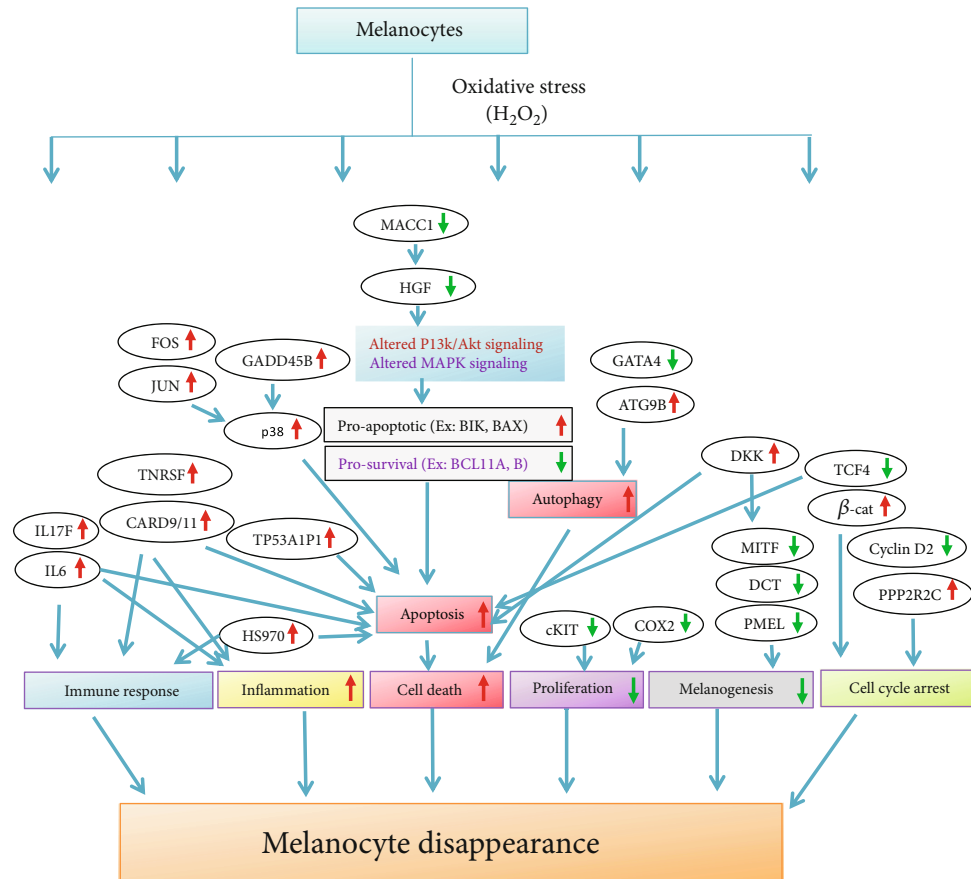 Melanocytes
Oxidative stress
(H₂O₂)
MACC1
HGF
Altered P13k/Akt signaling
Altered MAPK signaling
FOS
JUN
GADD45B
p38
GATA4
ATG9B
Pro-apoptotic (Ex: BIK, BAX)
Pro-survival (Ex: BCL11A, B)
Autophagy
DKK
TCF4
β-cat
TNRSF
CARD9/11
IL17F
IL6
TP53A1P1
MITF
DCT
PMEL
Cyclin D2
PPP2R2C
Apoptosis
HS970
cKIT
COX2
Immune response
Inflammation
Cell death
Proliferation
Melanogenesis
Cell cycle arrest
Melanocyte disappearance